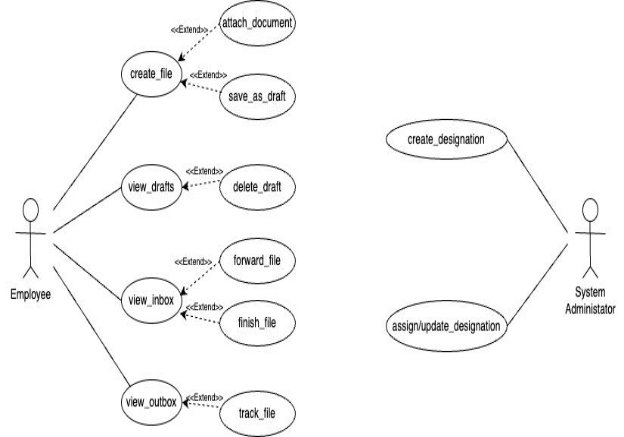 attach_document
<<Extend>>
create_file
<<Extend>>
save_as_draft
create_designation
<<Extend>>
view_drafts
delete_draft
<<Extend>>
forward_file
Employee
view_inbox
<<Extend>>
finish_file
System
Administator
assign/update_designation
<<Extend>>
view_outbox
track_file